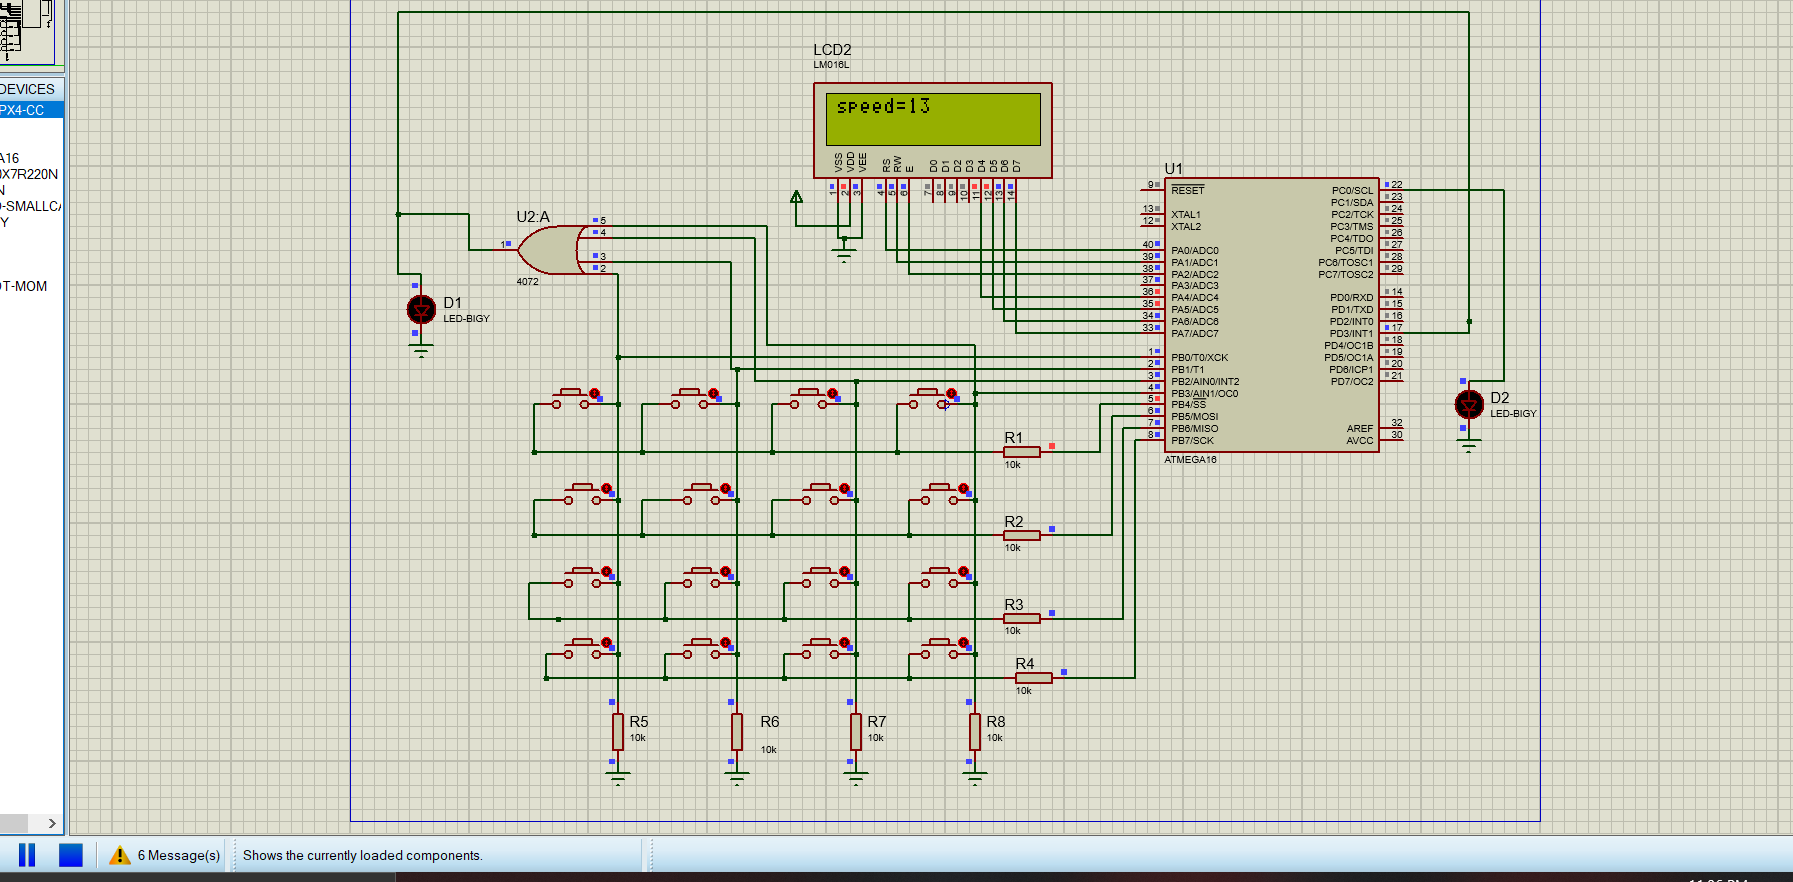 DEVICES
PX4-CC
A16
0X7R220N
N
D-SMALLCA
Y
OT-MOM
LCD2
LM016L
speed=13
VSS VDD VEE RS RW E D0 D1 D2 D3 D4 D5 D6 D7
1 2 3 4 5 6 7 8 9 10 11 12 13 14
U2:A
1 5
4
3
2
4072
D1
LED-BIGY
U1
9 RESET
13 XTAL1
12 XTAL2
40 PA0/ADC0
39 PA1/ADC1
38 PA2/ADC2
37 PA3/ADC3
36 PA4/ADC4
35 PA5/ADC5
34 PA6/ADC6
33 PA7/ADC7
1 PB0/T0/XCK
2 PB1/T1
3 PB2/AIN0/INT2
4 PB3/AIN1/OC0
5 PB4/SS
6 PB5/MOSI
7 PB6/MISO
8 PB7/SCK
PC0/SCL 22
PC1/SDA 23
PC2/TCK 24
PC3/TMS 25
PC4/TDO 26
PC5/TDI 27
PC6/TOSC1 28
PC7/TOSC2 29
PD0/RXD 14
PD1/TXD 15
PD2/INT0 16
PD3/INT1 17
PD4/OC1B 18
PD5/OC1A 19
PD6/ICP1 20
PD7/OC2 21
AREF 32
AVCC 30
ATMEGA16
D2
LED-BIGY
R1
10k
R2
10k
R3
10k
R4
10k
R5
10k
R6
10k
R7
10k
R8
10k
6 Message(s)
Shows the currently loaded components.